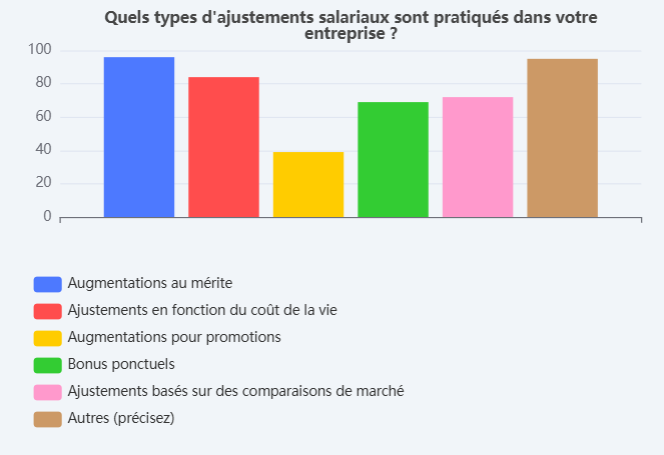 Quels types d'ajustements salariaux sont pratiqués dans votre
entreprise ?
100
80
60
40
20
0
Augmentations au mérite
Ajustements en fonction du coût de la vie
Augmentations pour promotions
Bonus ponctuels
Ajustements basés sur des comparaisons de marché
Autres (précisez)